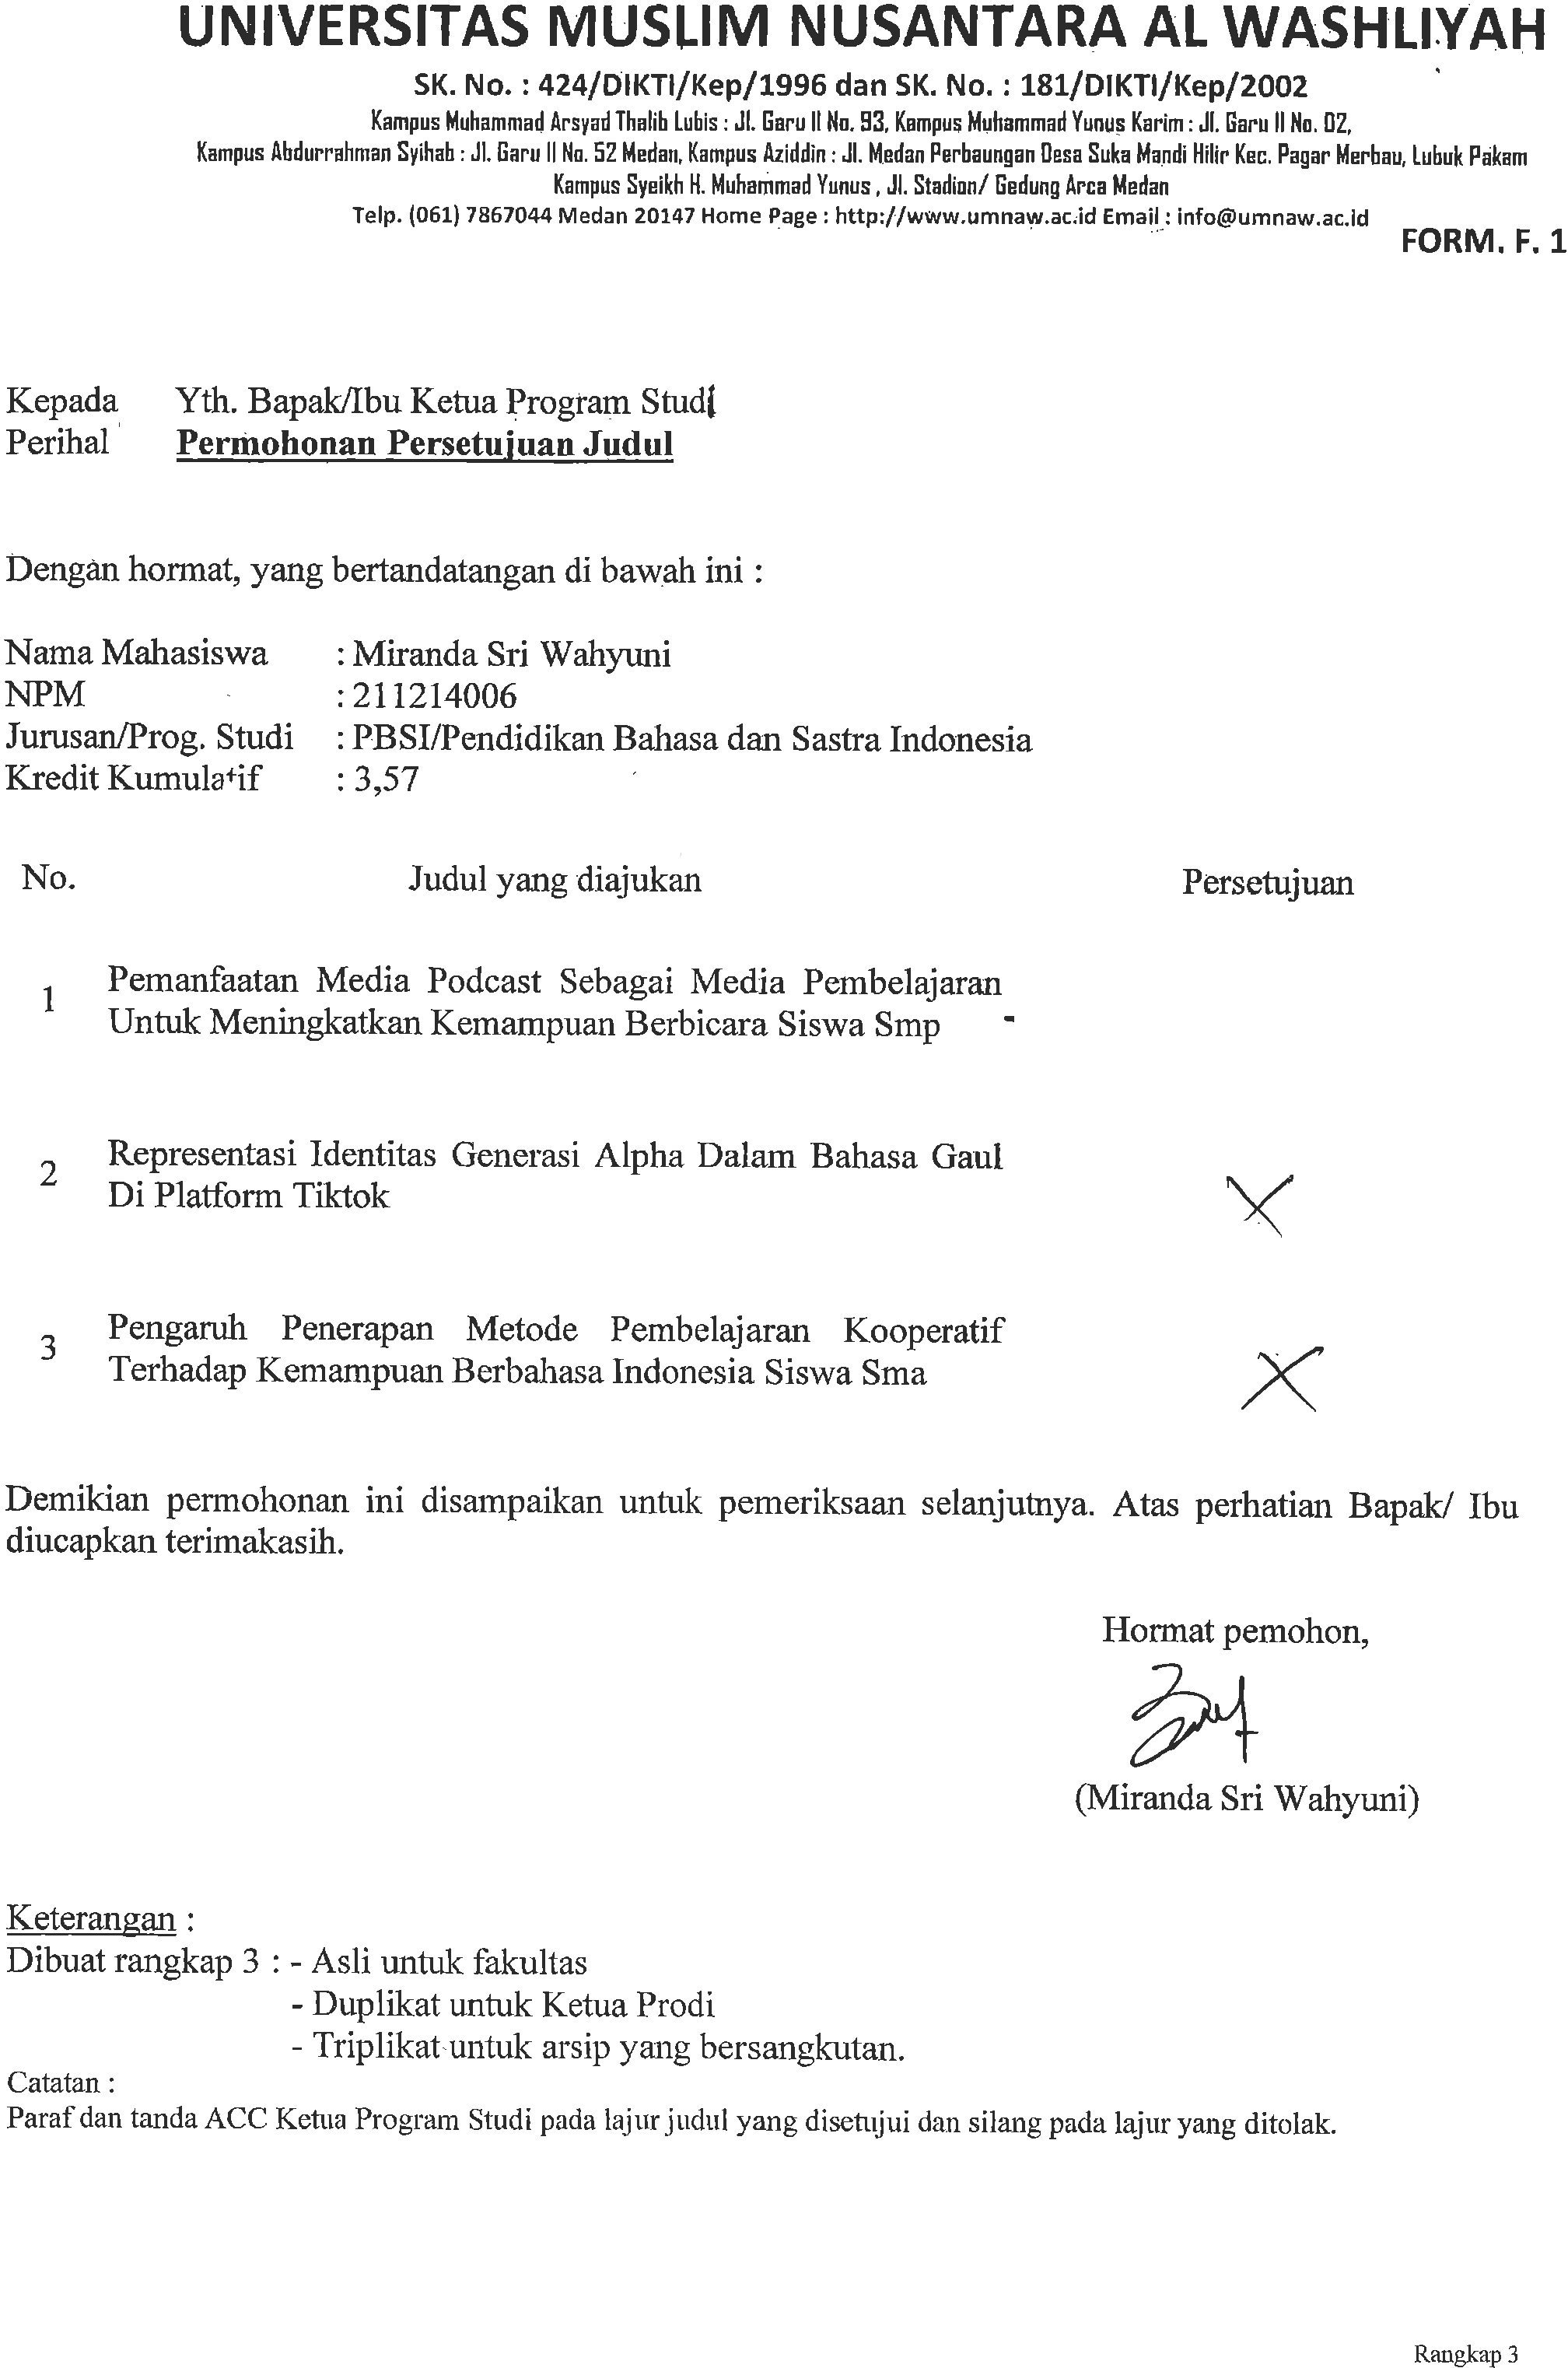 UNIVERSITAS MUSLIM NUSANTARA AL WASHLIYAH
SK. No. : 424/DIKTI/Kep/1996 dan SK. No. : 181/DIKTI/Kep/2002
Kampus Muhammad Arsyad Thalib Lubis : Jl. Garu II No. 93, Kampus Muhammad Yunus Karim : Jl. Garu II No. 02,
Kampus Abdurrahman Syihab : Jl. Garu II No. 52 Medan, Kampus Aziddin : Jl. Medan Perbaungan Desa Suka Mandi Hilir Kec. Pagar Merbau, Lubuk Pakam
Kampus Syeikh H. Muhammad Yunus , Jl. Stadion/ Gedung Arca Medan
Telp. (061) 7867044 Medan 20147 Home Page : http://www.umnaw.ac.id Email : info@umnaw.ac.id
FORM. F. 1
Kepada Yth. Bapak/Ibu Ketua Program Studi
Perihal Permohonan Persetujuan Judul
Dengan hormat, yang bertandatangan di bawah ini :
Nama Mahasiswa : Miranda Sri Wahyuni
NPM : 211214006
Jurusan/Prog. Studi : PBSI/Pendidikan Bahasa dan Sastra Indonesia
Kredit Kumulatif : 3,57
No. Judul yang diajukan Persetujuan
1 Pemanfaatan Media Podcast Sebagai Media Pembelajaran
Untuk Meningkatkan Kemampuan Berbicara Siswa Smp
2 Representasi Identitas Generasi Alpha Dalam Bahasa Gaul
Di Platform Tiktok
3 Pengaruh Penerapan Metode Pembelajaran Kooperatif
Terhadap Kemampuan Berbahasa Indonesia Siswa Sma
Demikian permohonan ini disampaikan untuk pemeriksaan selanjutnya. Atas perhatian Bapak/ Ibu
diucapkan terimakasih.
Hormat pemohon,
(Miranda Sri Wahyuni)
Keterangan :
Dibuat rangkap 3 : - Asli untuk fakultas
- Duplikat untuk Ketua Prodi
- Triplikat untuk arsip yang bersangkutan.
Catatan :
Paraf dan tanda ACC Ketua Program Studi pada lajur judul yang disetujui dan silang pada lajur yang ditolak.
Rangkap 3